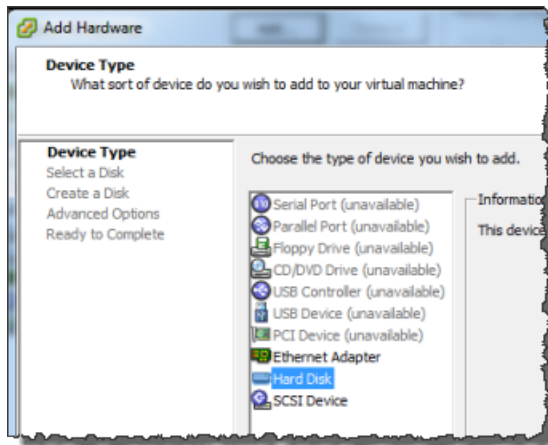 Add Hardware
Device Type
What sort of device do you wish to add to your virtual machine?
Device Type
Select a Disk
Create a Disk
Advanced Options
Ready to Complete
Choose the type of device you wish to add.
Serial Port (unavailable)
Parallel Port (unavailable)
Floppy Drive (unavailable)
CD/DVD Drive (unavailable)
USB Controller (unavailable)
USB Device (unavailable)
PCI Device (unavailable)
Ethernet Adapter
Hard Disk
SCSI Device
Informatio
This device